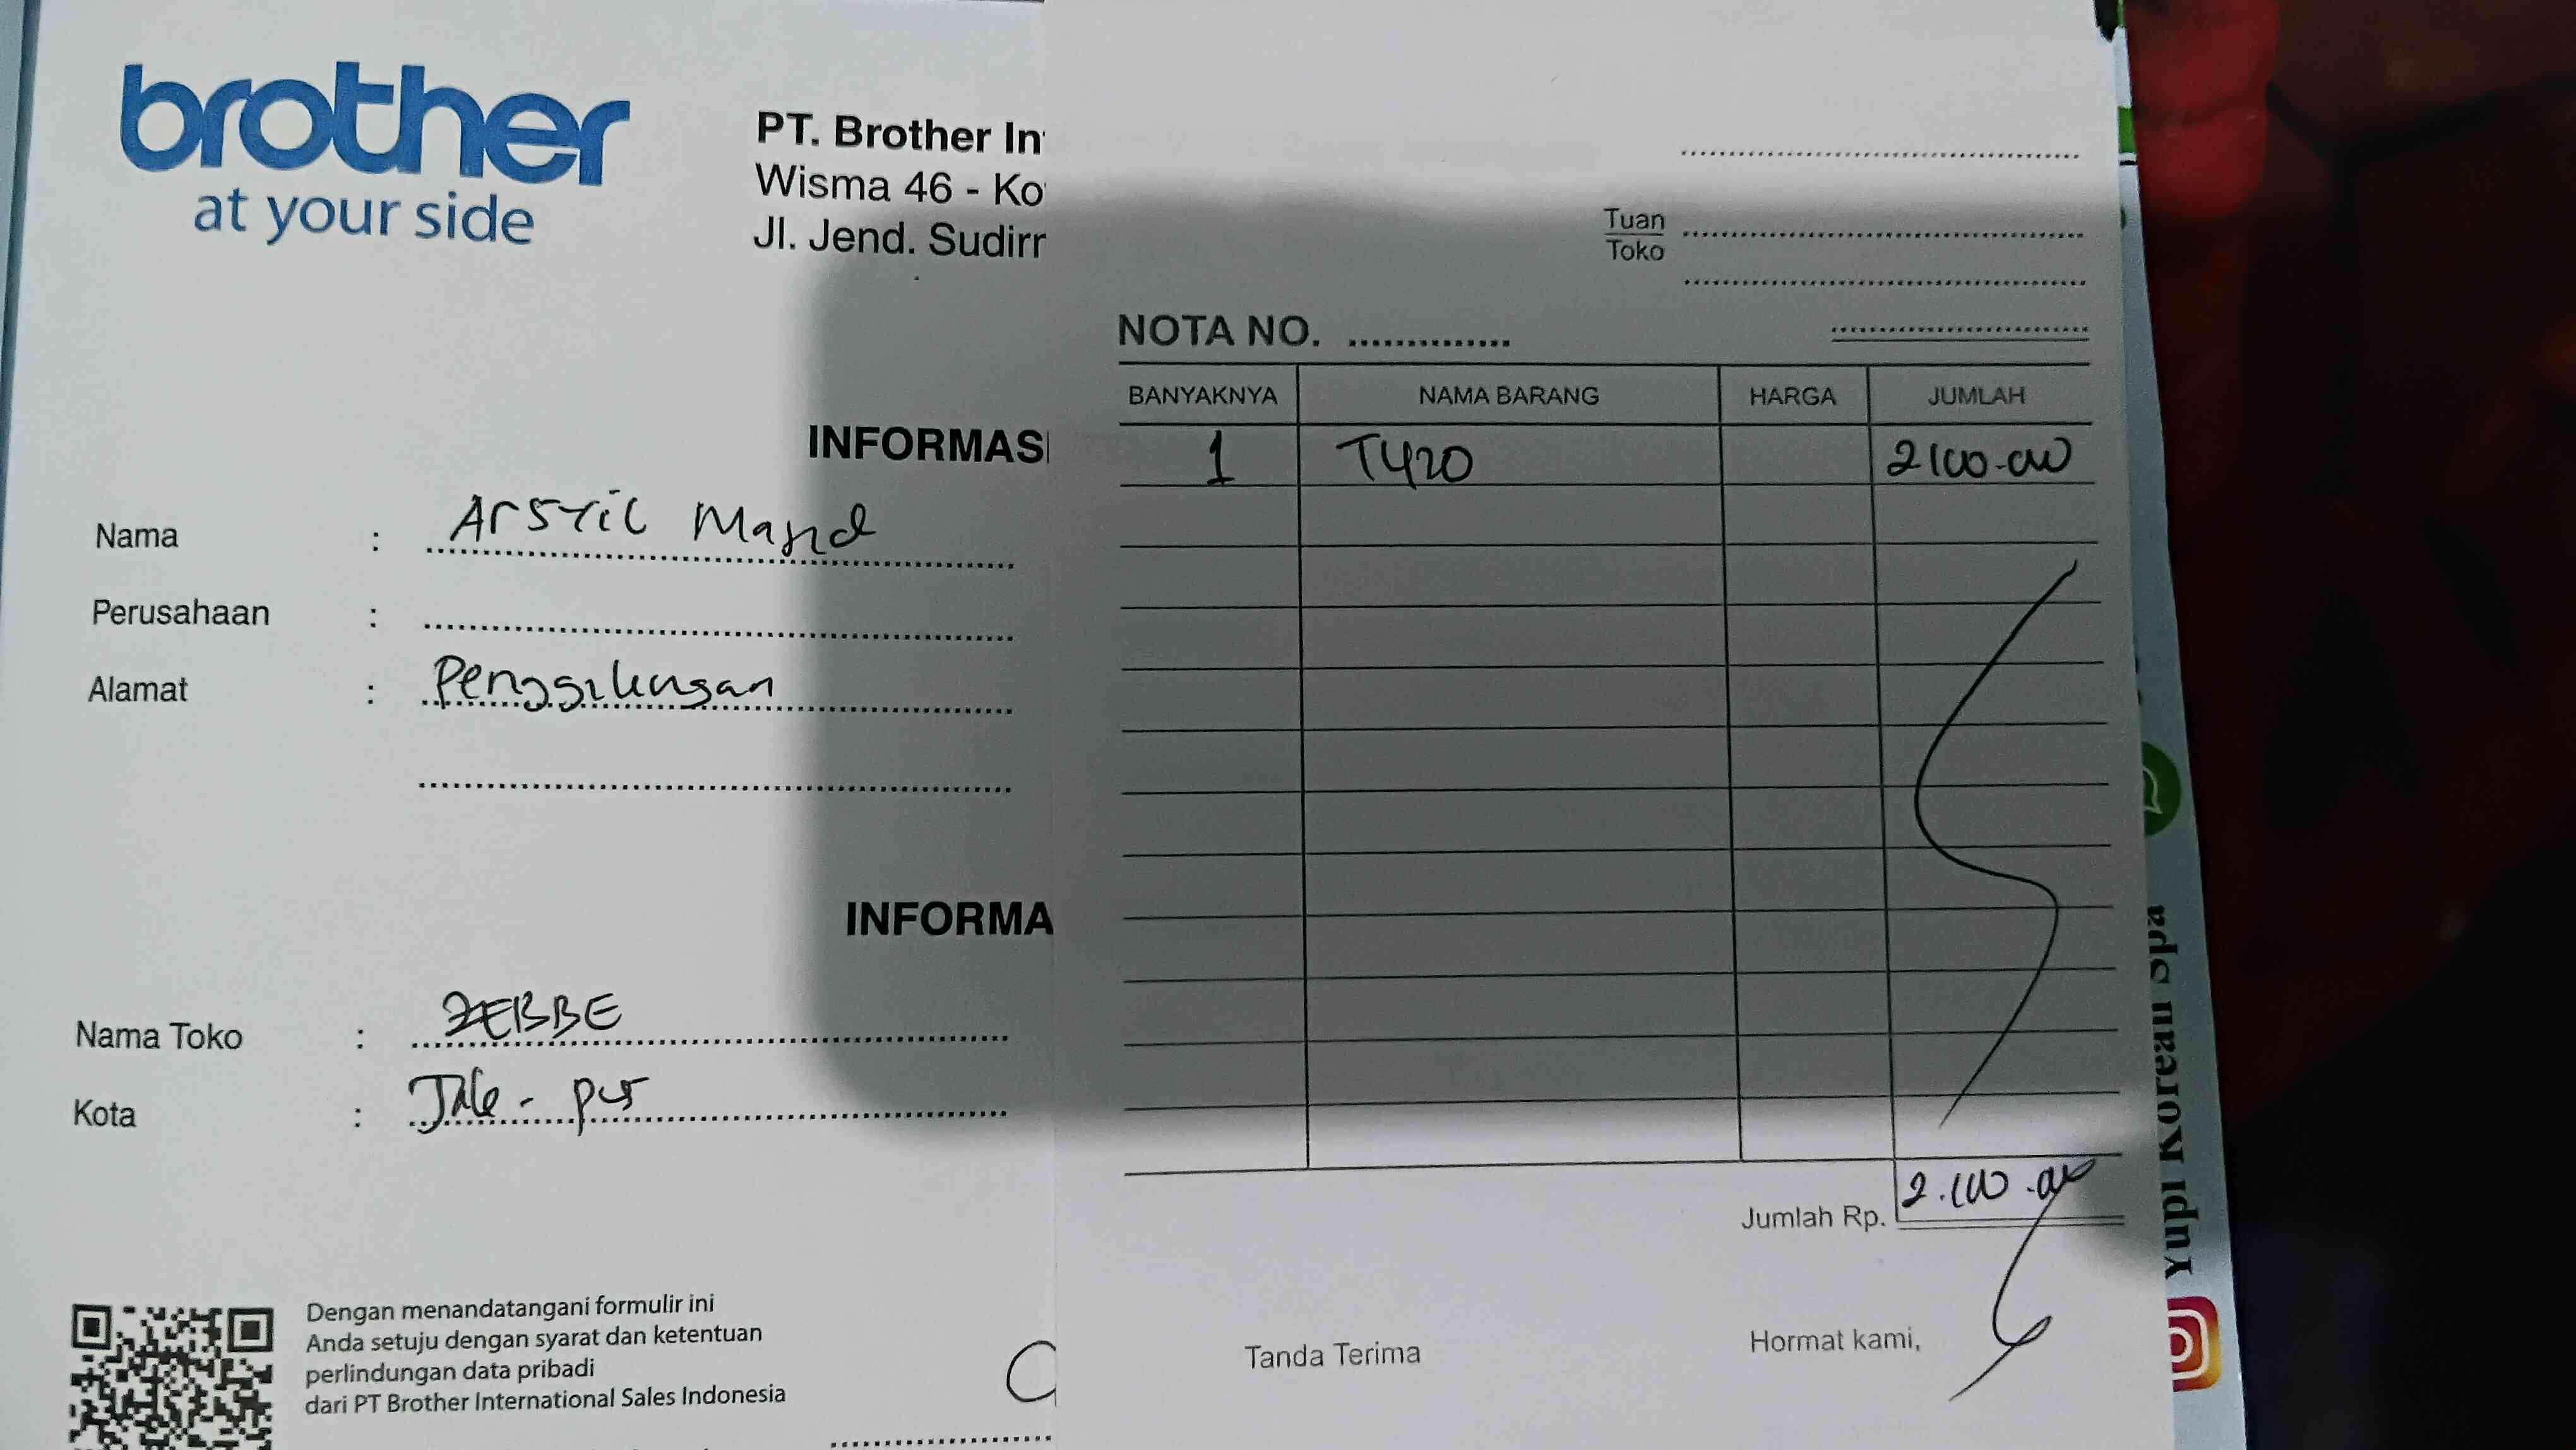 brother
at your side
PT. Brother In
Wisma 46 - Ko
Jl. Jend. Sudirr
INFORMASI
Nama :
Perusahaan :
Alamat : Penggilingan
INFORMA
Nama Toko : ZEBBE
Kota : Jak - pus
Dengan menandatangani formulir ini
Anda setuju dengan syarat dan ketentuan
perlindungan data pribadi
dari PT Brother International Sales Indonesia
Tuan
Toko
NOTA NO.
BANYAKNYA NAMA BARANG HARGA JUMLAH
1 T420 2100.000
Jumlah Rp. 2.100.000
Tanda Terima Hormat kami,
Yupi Korean Spa